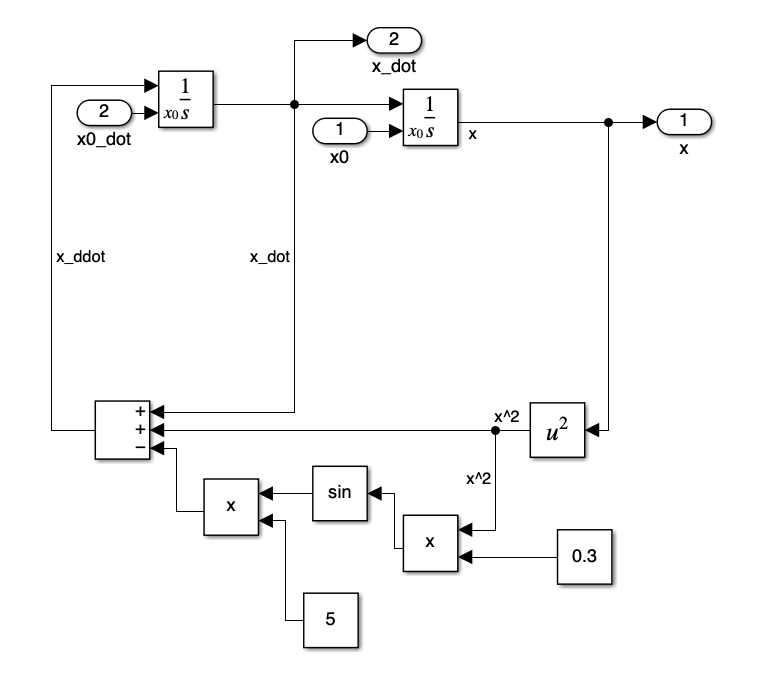 2
x_dot
1
x₀ s
2
x0_dot
1
x₀ s
1
x0
x
1
x
x_ddot
x_dot
+
+
−
x^2
u²
x^2
x
sin
x
0.3
5